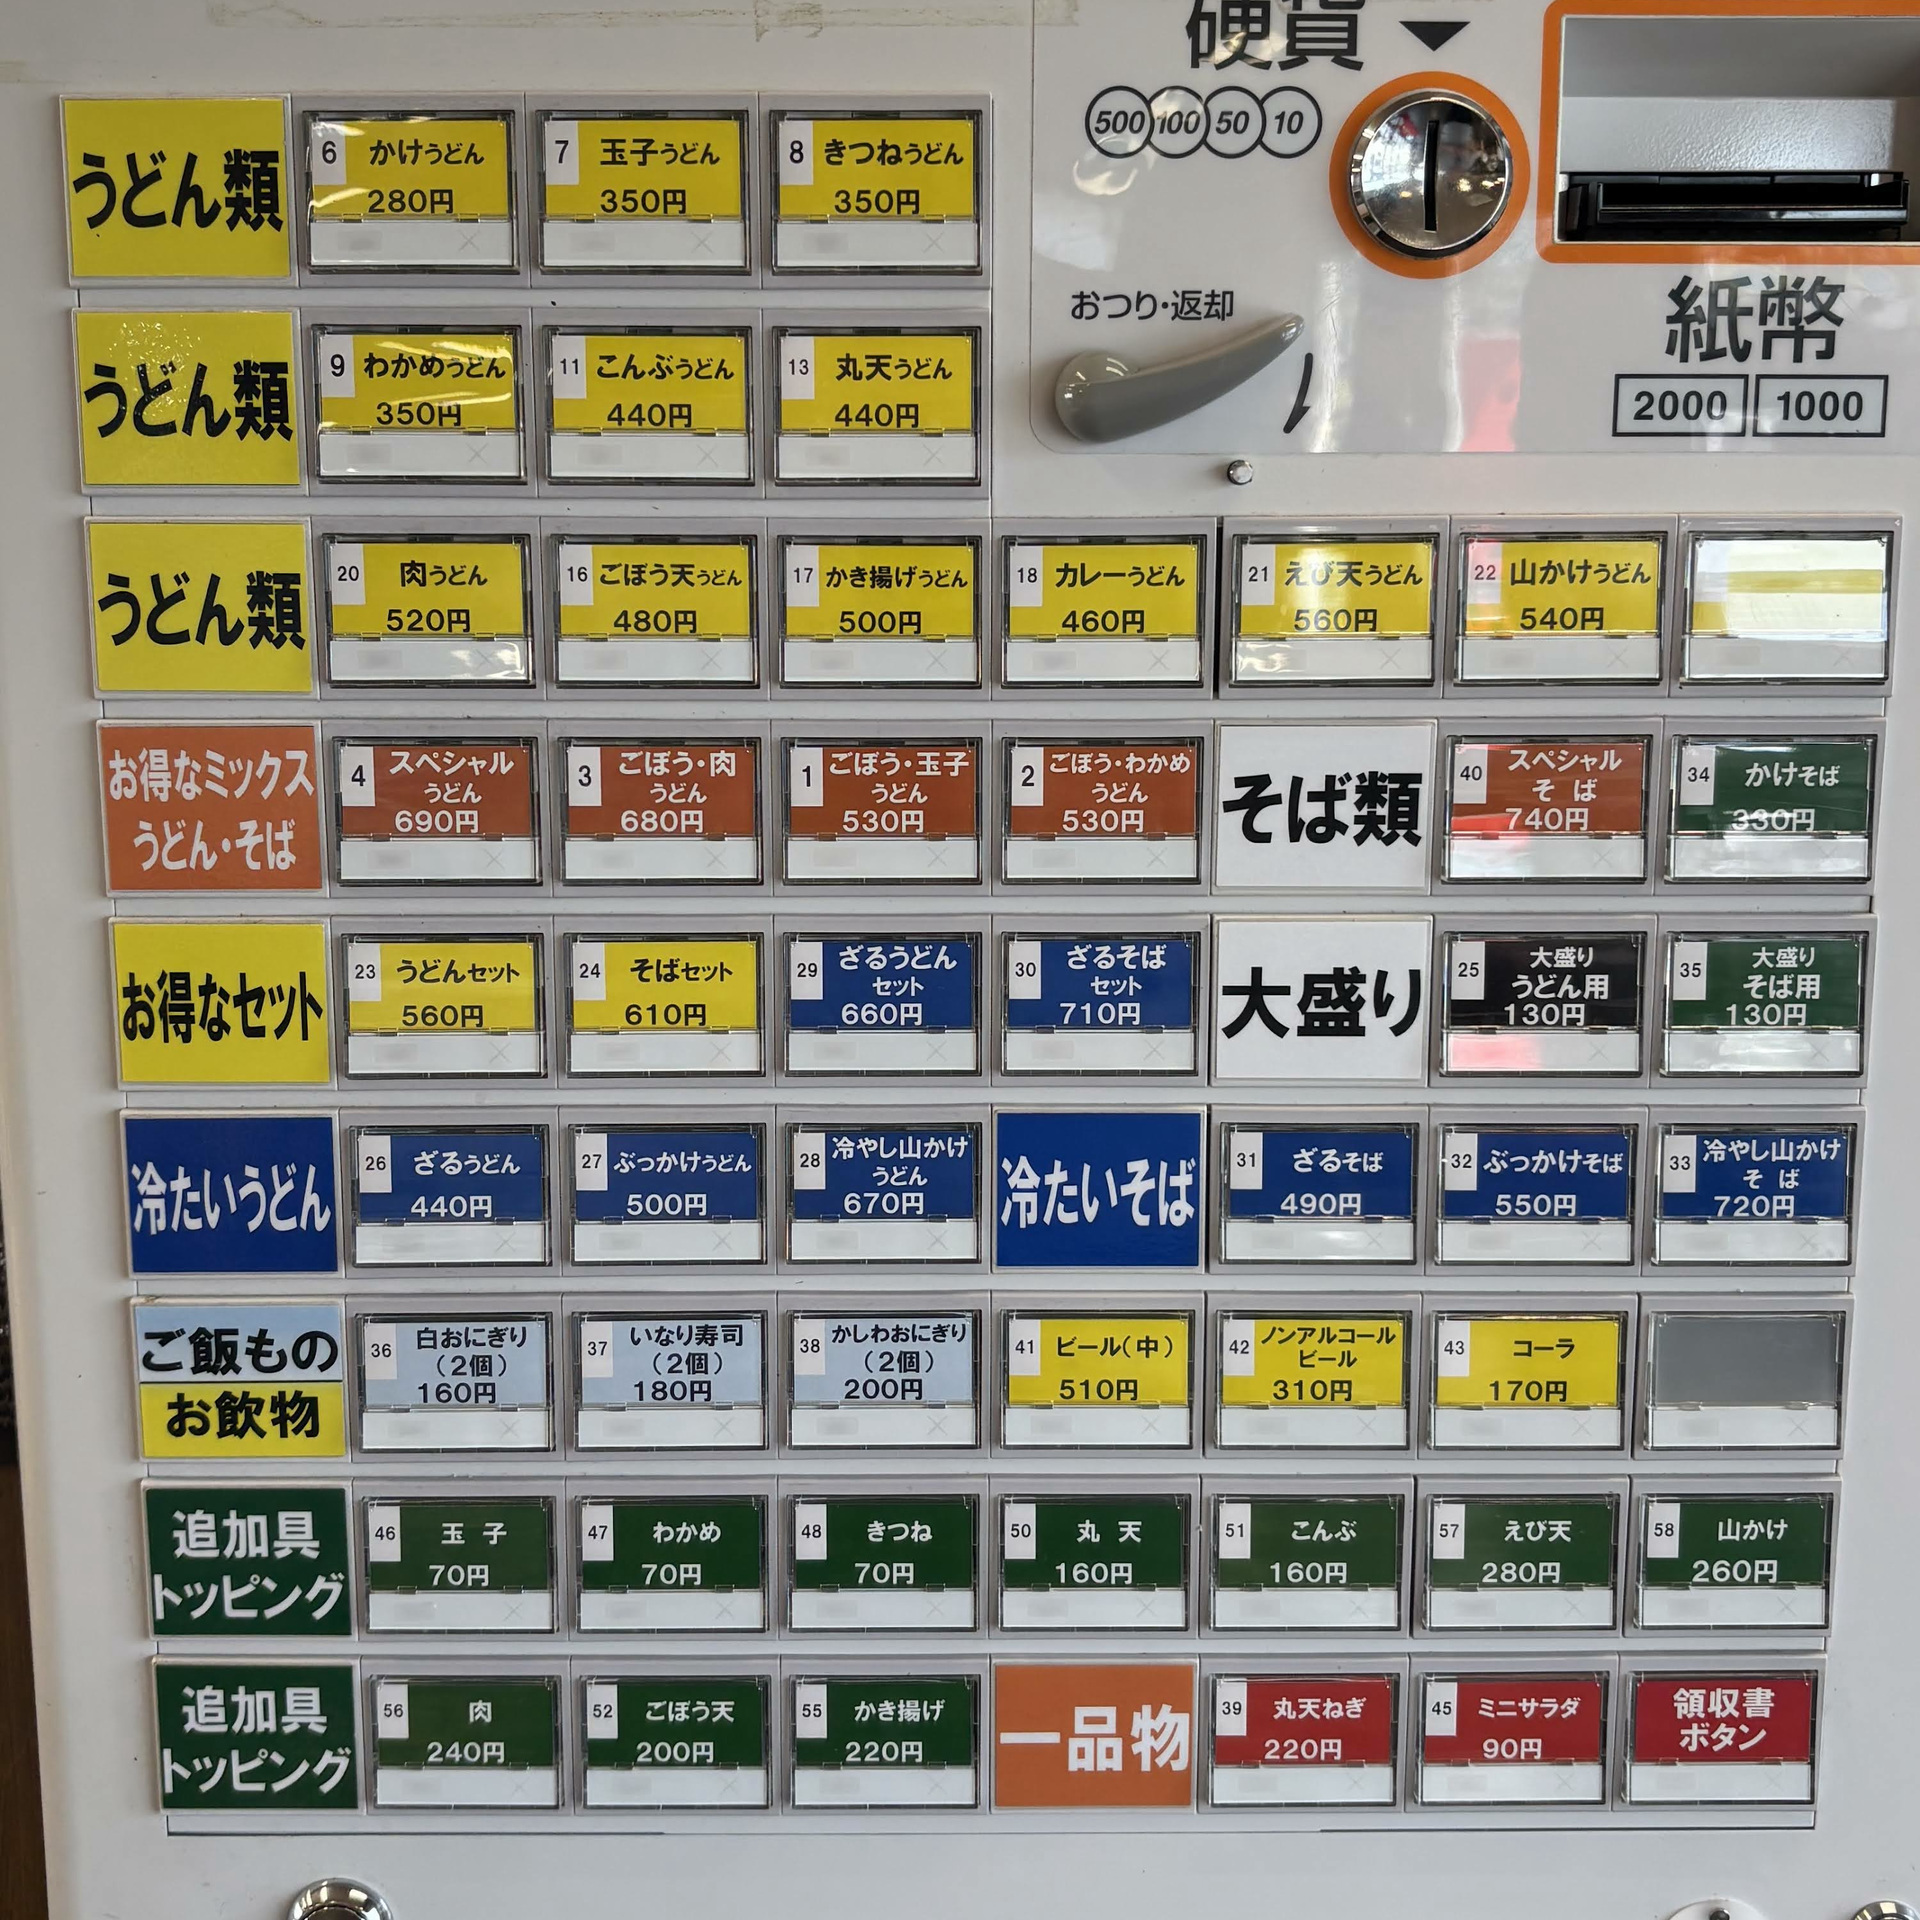 硬貨
500 100 50 10
おつり・返却
紙幣
2000 1000
うどん類
6 かけうどん
280円
7 玉子うどん
350円
8 きつねうどん
350円
うどん類
9 わかめうどん
350円
11 こんぶうどん
440円
13 丸天うどん
440円
うどん類
20 肉うどん
520円
16 ごぼう天うどん
480円
17 かき揚げうどん
500円
18 カレーうどん
460円
21 えび天うどん
560円
22 山かけうどん
540円
お得なミックス
うどん・そば
4 スペシャル
うどん
690円
3 ごぼう・肉
うどん
680円
1 ごぼう・玉子
うどん
530円
2 ごぼう・わかめ
うどん
530円
そば類
40 スペシャル
そば
740円
34 かけそば
330円
お得なセット
23 うどんセット
560円
24 そばセット
610円
29 ざるうどん
セット
660円
30 ざるそば
セット
710円
大盛り
25 大盛り
うどん用
130円
35 大盛り
そば用
130円
冷たいうどん
26 ざるうどん
440円
27 ぶっかけうどん
500円
28 冷やし山かけ
うどん
670円
冷たいそば
31 ざるそば
490円
32 ぶっかけそば
550円
33 冷やし山かけ
そば
720円
ご飯もの
お飲物
36 白おにぎり
（2個）
160円
37 いなり寿司
（2個）
180円
38 かしわおにぎり
（2個）
200円
41 ビール（中）
510円
42 ノンアルコール
ビール
310円
43 コーラ
170円
追加具
トッピング
46 玉子
70円
47 わかめ
70円
48 きつね
70円
50 丸天
160円
51 こんぶ
160円
57 えび天
280円
58 山かけ
260円
追加具
トッピング
56 肉
240円
52 ごぼう天
200円
55 かき揚げ
220円
一品物
39 丸天ねぎ
220円
45 ミニサラダ
90円
領収書
ボタン